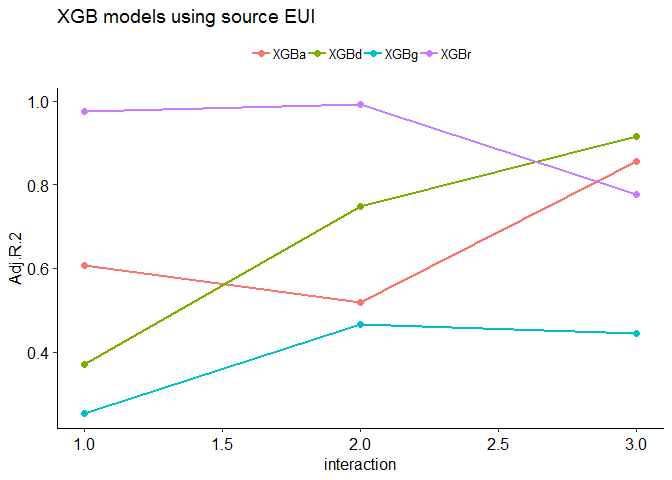 XGB models using source EUI
XGBa XGBd XGBg XGBr
1.0
0.8
0.6
0.4
Adj.R.2
1.0 1.5 2.0 2.5 3.0
interaction